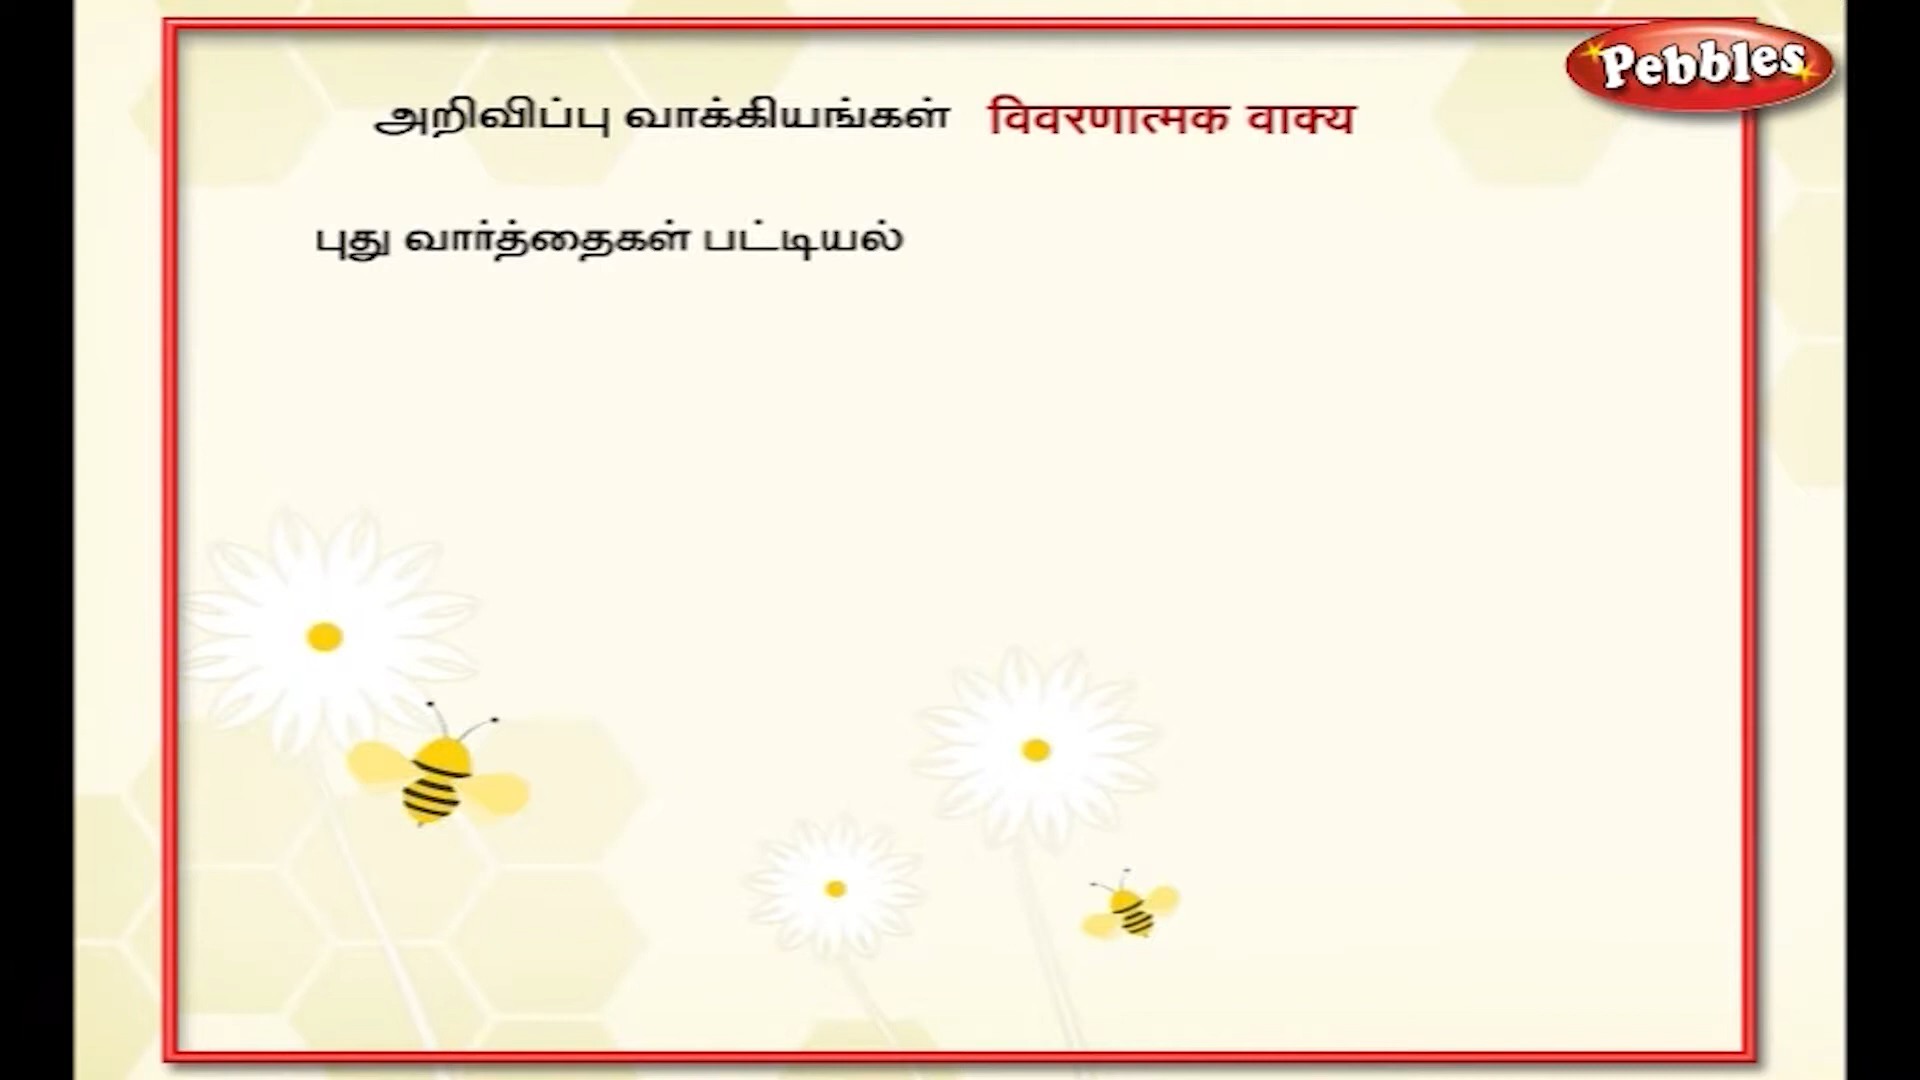 Pebbles
அறிவிப்பு வாக்கியங்கள் विवरणात्मक वाक्य
புது வார்த்தைகள் பட்டியல்